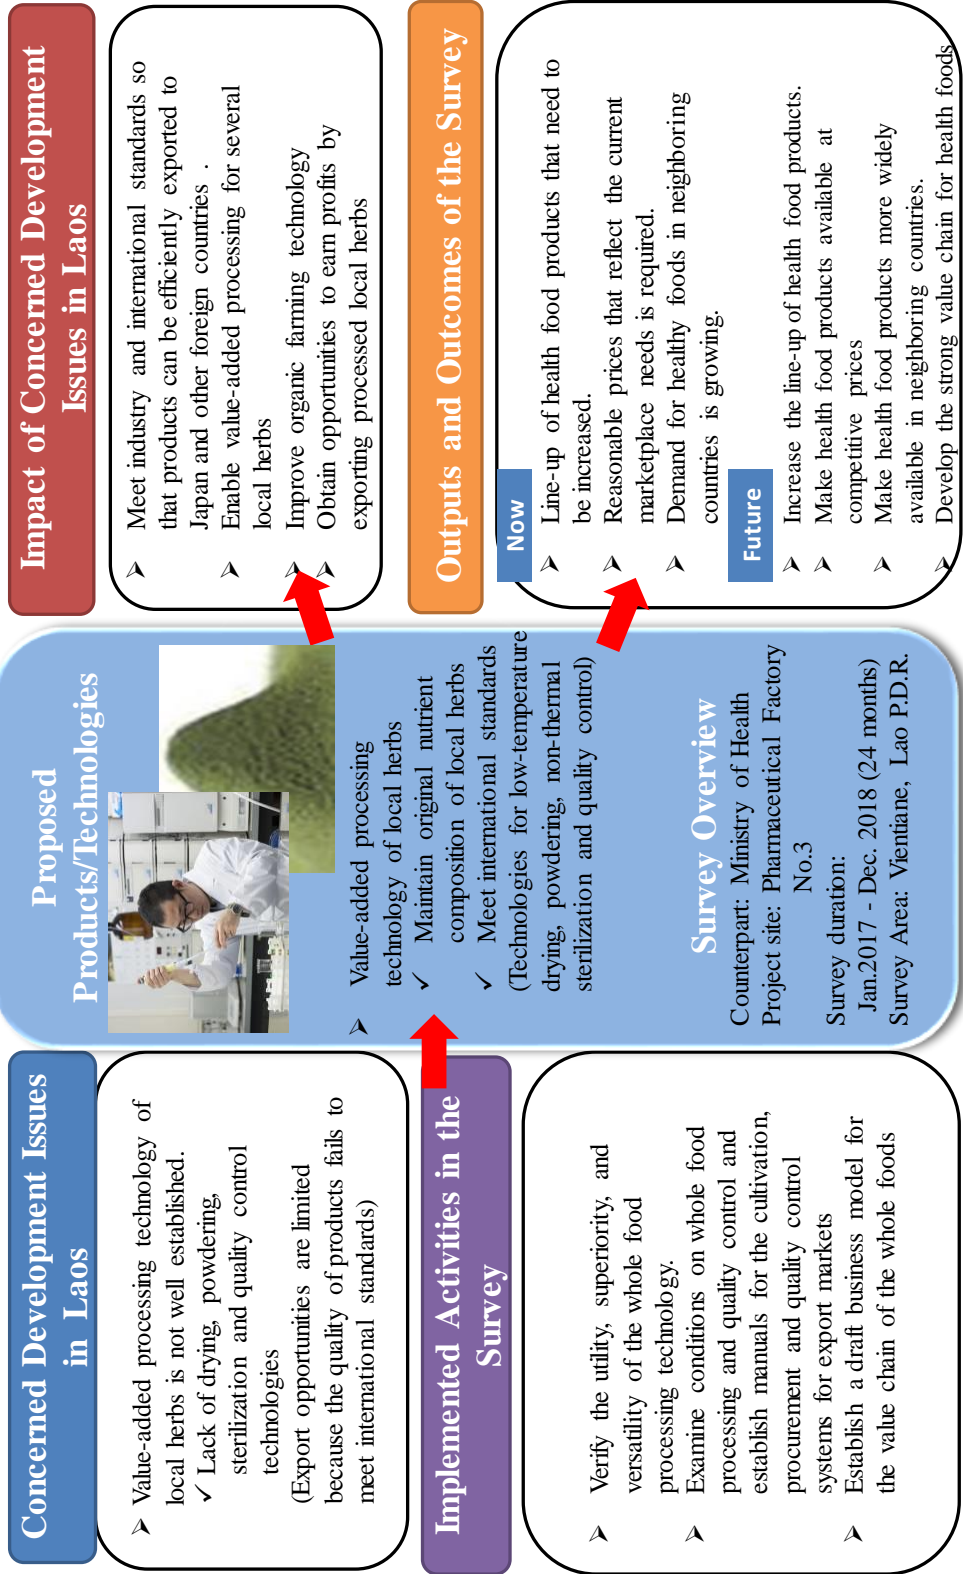 Concerned Development Issues
in Laos
➢ Value-added processing technology of
local herbs is not well established.
✓ Lack of drying, powdering,
sterilization and quality control
technologies
(Export opportunities are limited
because the quality of products fails to
meet international standards)
Implemented Activities in the
Survey
➢ Verify the utility, superiority, and
versatility of the whole food
processing technology.
➢ Examine conditions on whole food
processing and quality control and
establish manuals for the cultivation,
procurement and quality control
systems for export markets
➢ Establish a draft business model for
the value chain of the whole foods
Proposed
Products/Technologies
➢ Value-added processing
technology of local herbs
✓ Maintain original nutrient
composition of local herbs
✓ Meet international standards
(Technologies for low-temperature
drying, powdering, non-thermal
sterilization and quality control)
Survey Overview
Counterpart: Ministry of Health
Project site: Pharmaceutical Factory
No.3
Survey duration:
Jan.2017 - Dec. 2018 (24 months)
Survey Area: Vientiane, Lao P.D.R.
Impact of Concerned Development
Issues in Laos
➢ Meet industry and international standards so
that products can be efficiently exported to
Japan and other foreign countries .
➢ Enable value-added processing for several
local herbs
➢ Improve organic farming technology
➢ Obtain opportunities to earn profits by
exporting processed local herbs
Outputs and Outcomes of the Survey
Now
➢ Line-up of health food products that need to
be increased.
➢ Reasonable prices that reflect the current
marketplace needs is required.
➢ Demand for healthy foods in neighboring
countries is growing.
Future
➢ Increase the line-up of health food products.
➢ Make health food products available at
competitive prices
➢ Make health food products more widely
available in neighboring countries.
➢ Develop the strong value chain for health foods